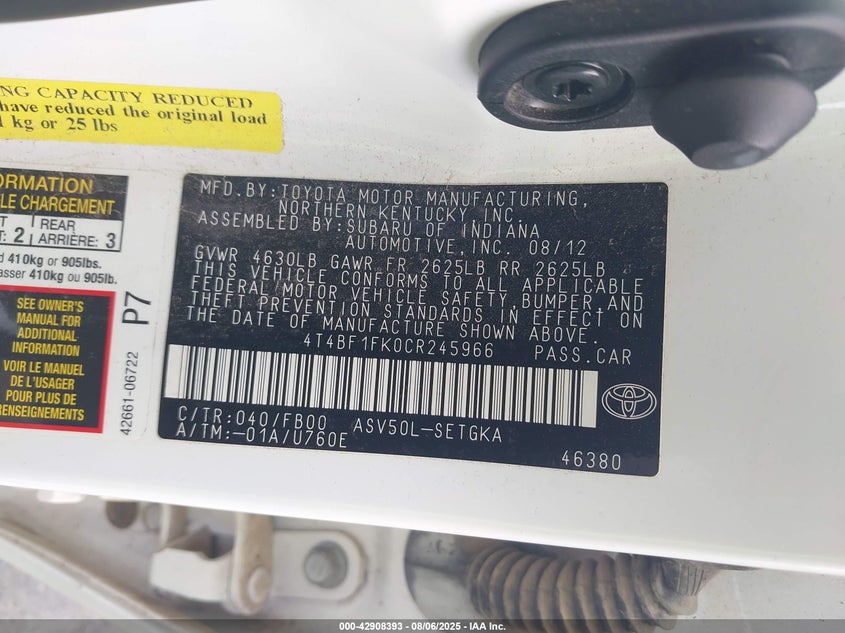 NG CAPACITY REDUCED
have reduced the original load
kg or 25 lbs
ORMATION
LE CHARGEMENT
2
REAR
ARRIÈRE: 3
410kg or 905lbs.
asser 410kg ou 905lb.
SEE OWNER'S
MANUAL FOR
ADDITIONAL
INFORMATION
VOIR LE MANUEL
DE L'USAGER
POUR PLUS DE
RENSEIGNEMENTS
42661-06722
P7
MFD.BY:TOYOTA MOTOR MANUFACTURING,
NORTHERN KENTUCKY,INC.
ASSEMBLED BY:SUBARU OF INDIANA
AUTOMOTIVE,INC. 08/12
GVWR 4630LB GAWR FR 2625LB RR 2625LB
THIS VEHICLE CONFORMS TO ALL APPLICABLE
FEDERAL MOTOR VEHICLE SAFETY,BUMPER,AND
THEFT PREVENTION STANDARDS IN EFFECT ON
THE DATE OF MANUFACTURE SHOWN ABOVE.
4T4BF1FK0CR245966 PASS.CAR
C/TR:040/FB00 ASV50L-SETGKA
A/TM:-01A/U760E
46380
TOYOTA
000-42908393 - 08/06/2025 - IAA Inc.